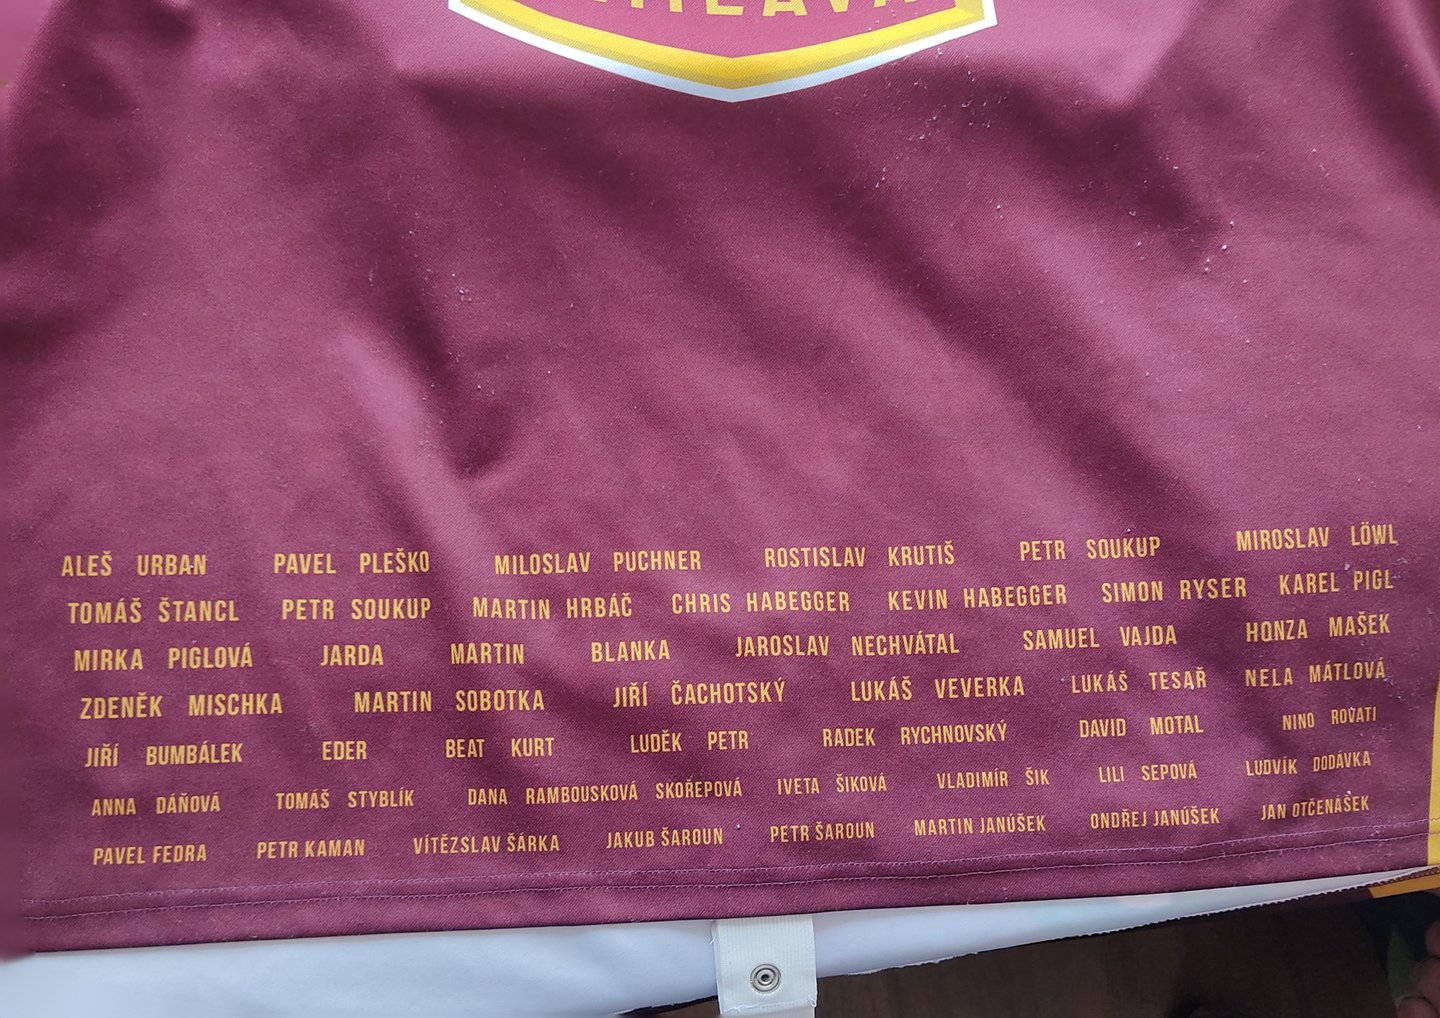 ALEŠ URBAN PAVEL PLEŠKO MILOSLAV PUCHNER ROSTISLAV KRUTIŠ PETR SOUKUP MIROSLAV LÖWL
TOMÁŠ ŠTANCL PETR SOUKUP MARTIN HRBÁČ CHRIS HABEGGER KEVIN HABEGGER SIMON RYSER KAREL PIGL
MIRKA PIGLOVÁ JARDA MARTIN BLANKA JAROSLAV NECHVÁTAL SAMUEL VAJDA HONZA MAŠEK
ZDENĚK MISCHKA MARTIN SOBOTKA JIŘÍ ČACHOTSKÝ LUKÁŠ VEVERKA LUKÁŠ TESAŘ NELA MÁTLOVÁ
JIŘÍ BUMBÁLEK EDER BEAT KURT LUDĚK PETR RADEK RYCHNOVSKÝ DAVID MOTAL NINO ROVATI
ANNA DÁŇOVÁ TOMÁŠ STYBLÍK DANA RAMBOUSKOVÁ SKOŘEPOVÁ IVETA ŠIKOVÁ VLADIMÍR ŠIK LILI SEPOVÁ LUDVÍK DODÁVKA
PAVEL FEDRA PETR KAMAN VÍTĚZSLAV ŠÁRKA JAKUB ŠAROUN PETR ŠAROUN MARTIN JANŮŠEK ONDŘEJ JANŮŠEK JAN OTČENÁŠEK